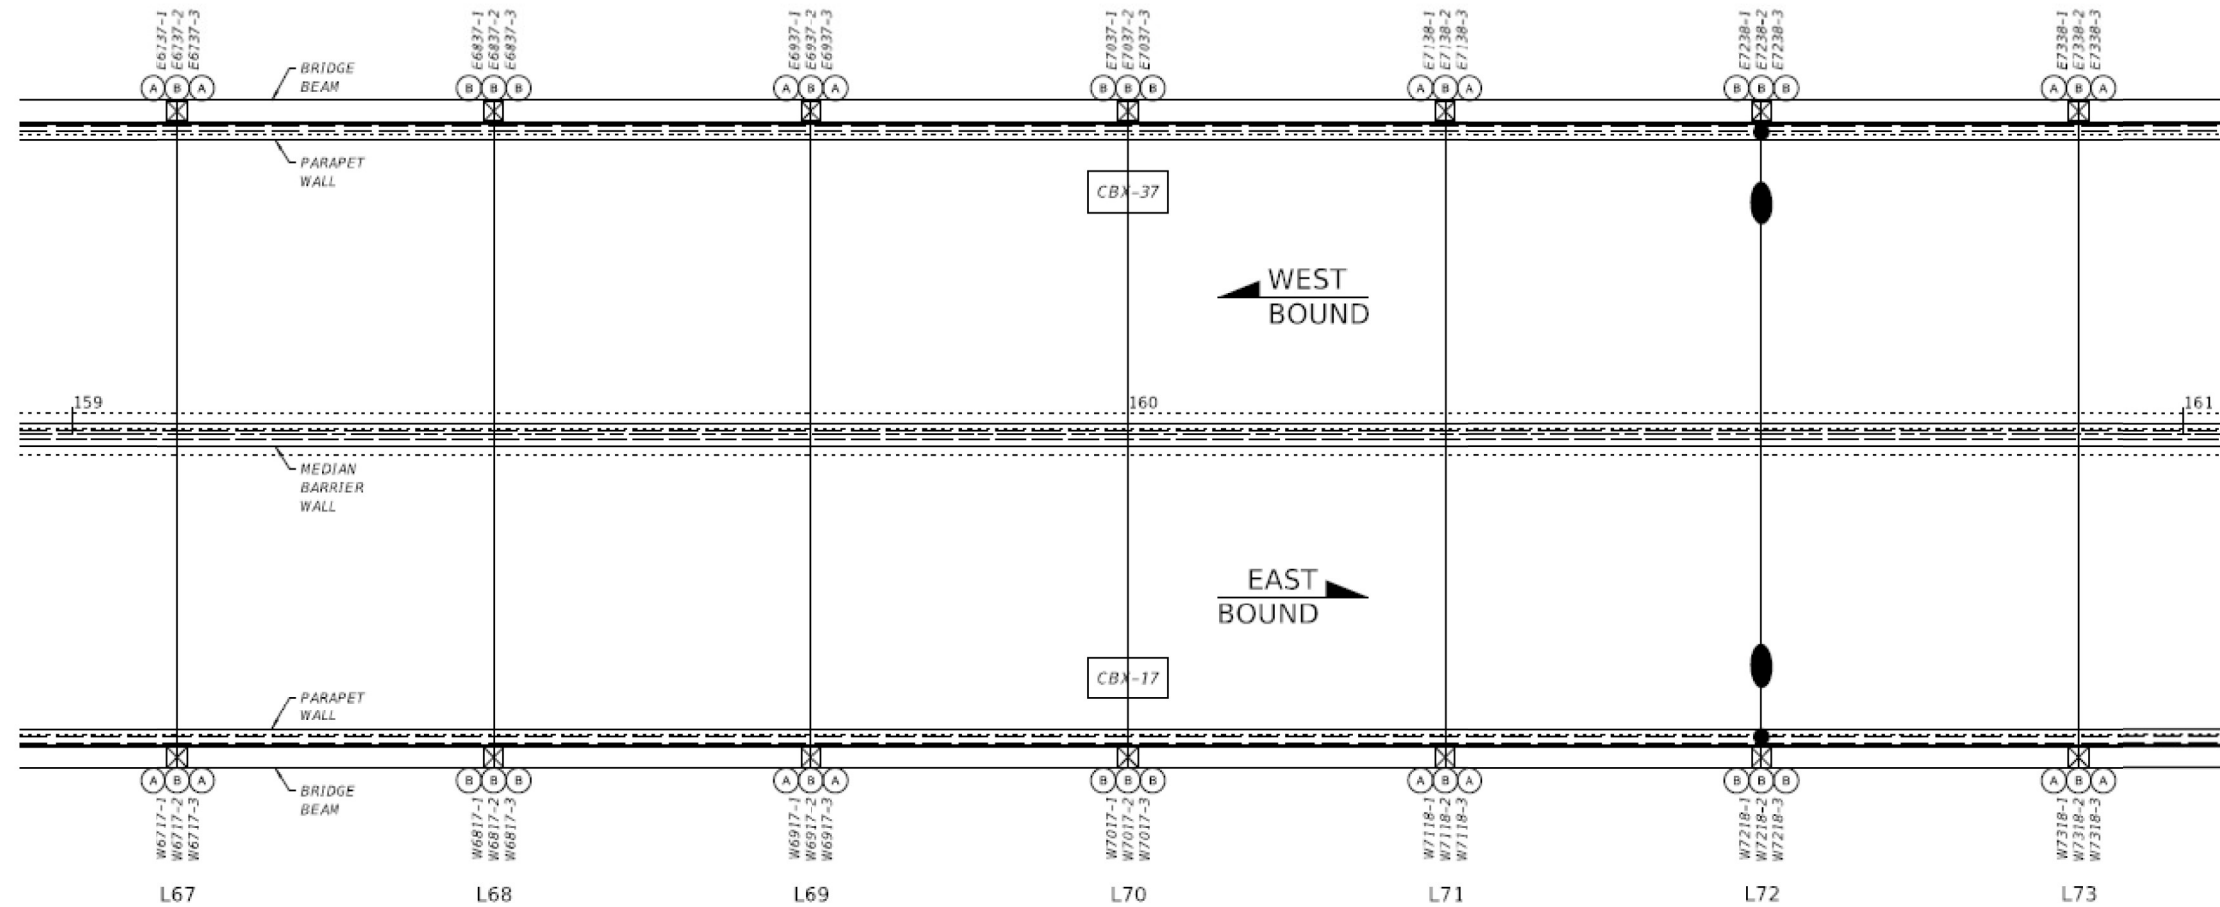 E6737-1
E6737-2
E6737-3
E6837-1
E6837-2
E6837-3
E6937-1
E6937-2
E6937-3
E7037-1
E7037-2
E7037-3
E7138-1
E7138-2
E7138-3
E7238-1
E7238-2
E7238-3
E7338-1
E7338-2
E7338-3
A B A
B B B
A B A
B B B
A B A
B B B
A B A
BRIDGE
BEAM
PARAPET
WALL
CBX-37
WEST
BOUND
159
160
161
MEDIAN
BARRIER
WALL
EAST
BOUND
CBX-17
PARAPET
WALL
BRIDGE
BEAM
A B A
B B B
A B A
B B B
A B A
B B B
A B A
W6717-1
W6717-2
W6717-3
W6817-1
W6817-2
W6817-3
W6917-1
W6917-2
W6917-3
W7017-1
W7017-2
W7017-3
W7118-1
W7118-2
W7118-3
W7218-1
W7218-2
W7218-3
W7318-1
W7318-2
W7318-3
L67
L68
L69
L70
L71
L72
L73